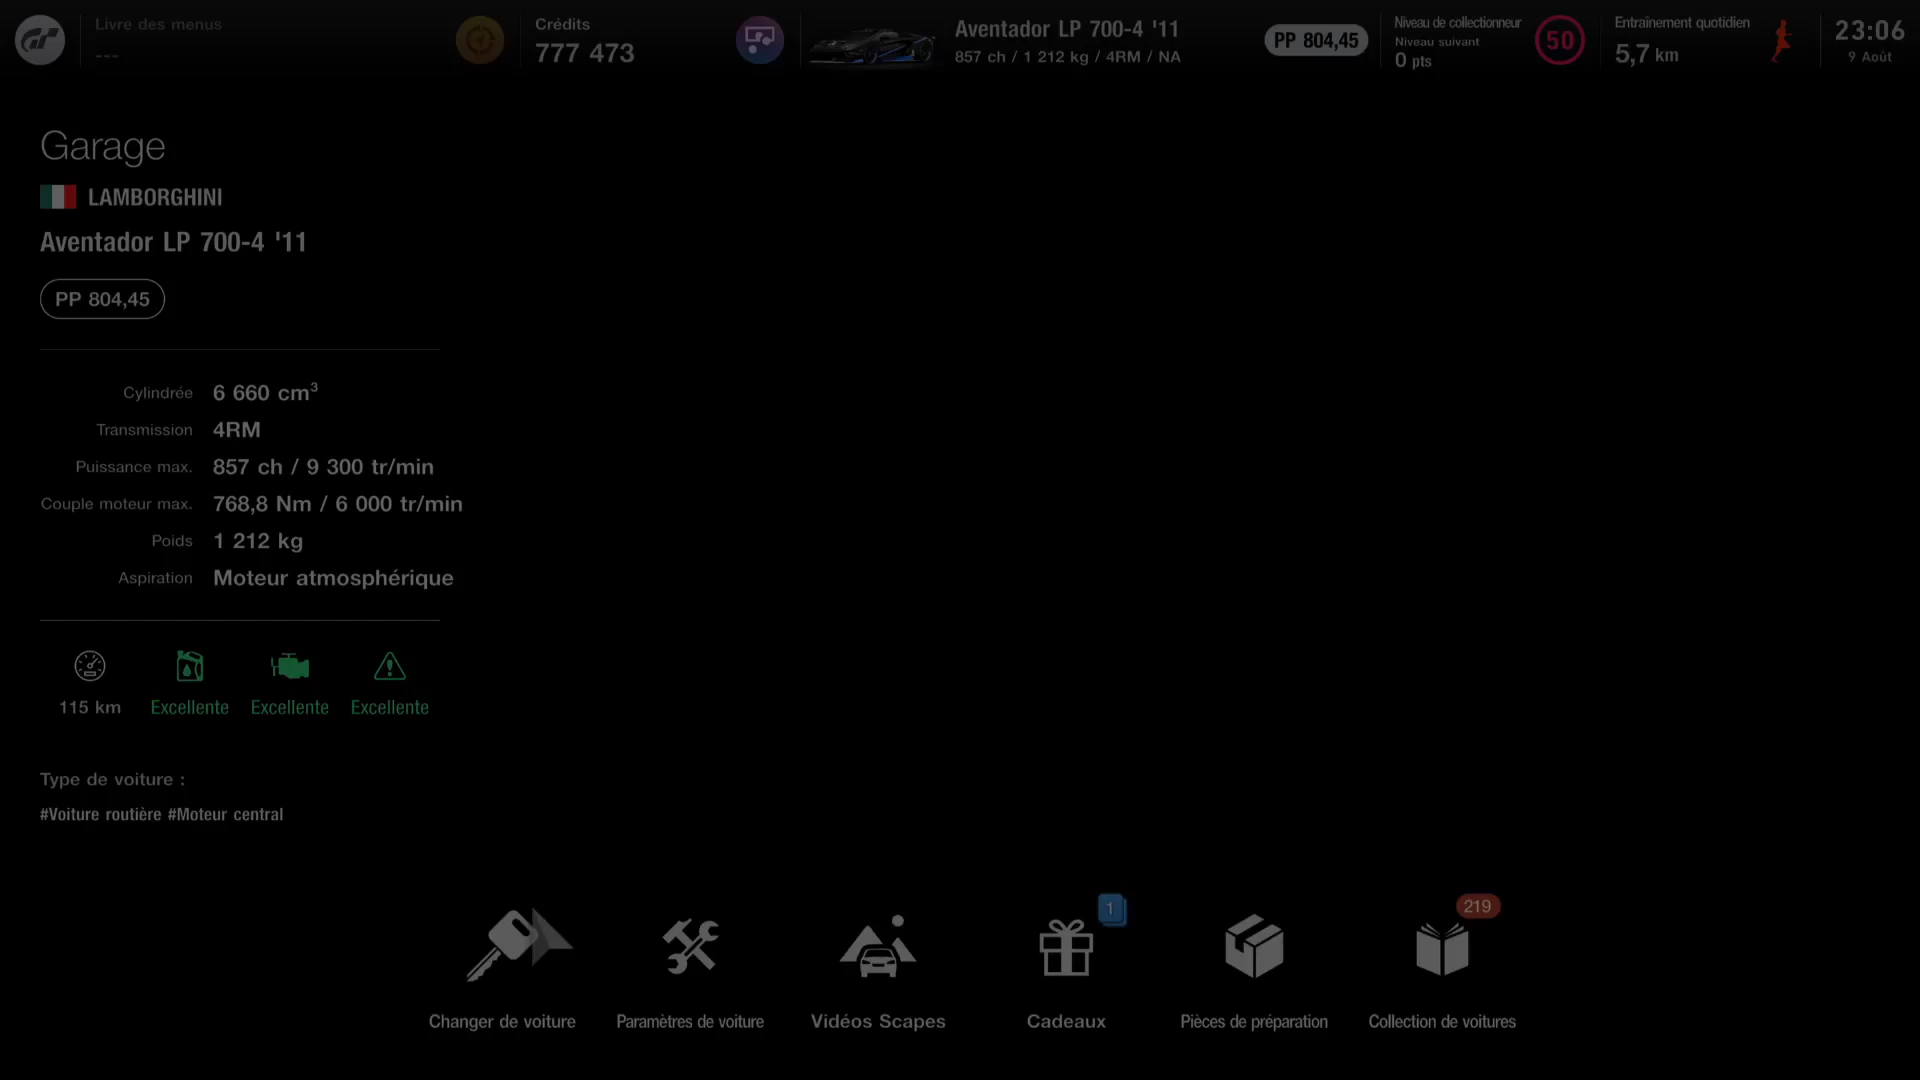 Livre des menus
---
Crédits
777 473
Aventador LP 700-4 '11
857 ch / 1 212 kg / 4RM / NA
PP 804,45
Niveau de collectionneur
Niveau suivant
0 pts
50
Entraînement quotidien
5,7 km
23:06
9 Août
Garage
LAMBORGHINI
Aventador LP 700-4 '11
PP 804,45
Cylindrée 6 660 cm³
Transmission 4RM
Puissance max. 857 ch / 9 300 tr/min
Couple moteur max. 768,8 Nm / 6 000 tr/min
Poids 1 212 kg
Aspiration Moteur atmosphérique
115 km Excellente Excellente Excellente
Type de voiture :
#Voiture routière #Moteur central
1
219
Changer de voiture
Paramètres de voiture
Vidéos Scapes
Cadeaux
Pièces de préparation
Collection de voitures